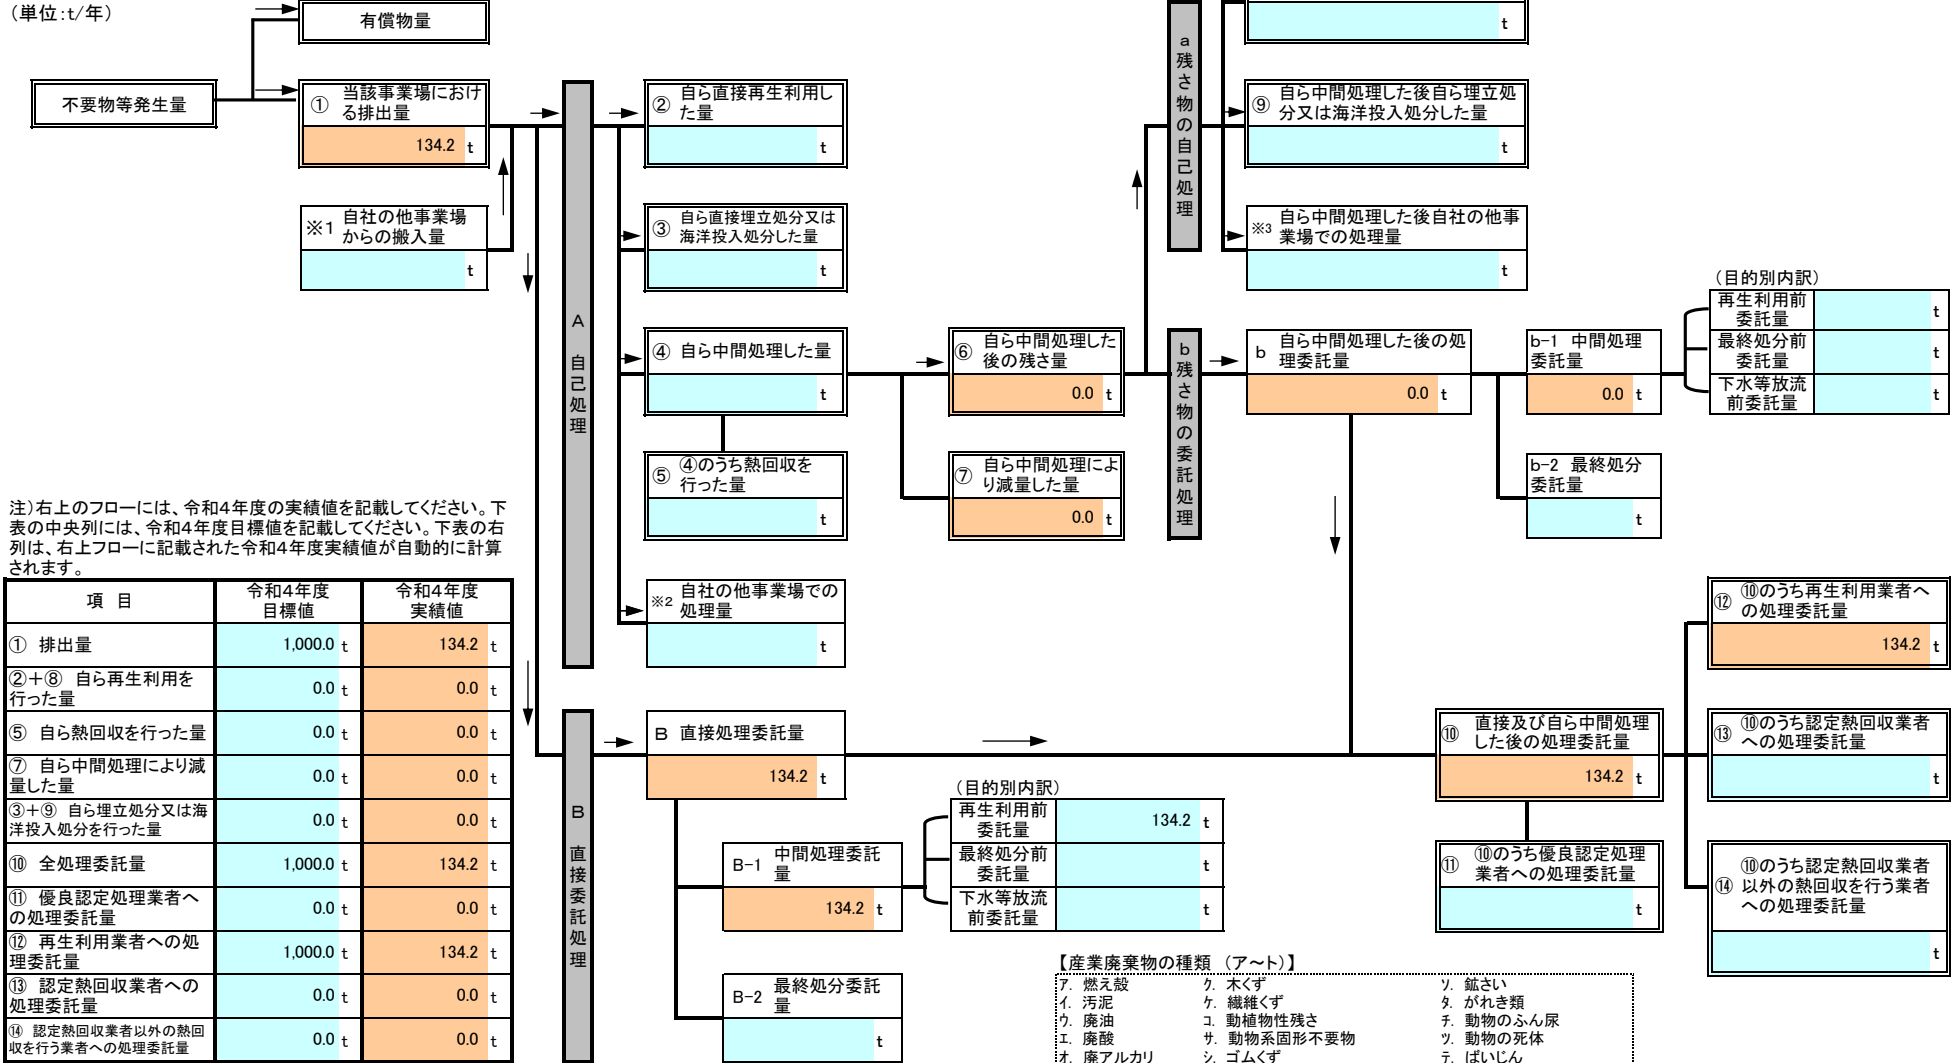 （単位：t/年）
有償物量
不要物等発生量
① 当該事業場におけ
る排出量
134.2 t
※1 自社の他事業場
からの搬入量
t
A 自己処理
② 自ら直接再生利用し
た量
t
③ 自ら直接埋立処分又は
海洋投入処分した量
t
④ 自ら中間処理した量
t
⑤ ④のうち熱回収を
行った量
t
※2 自社の他事業場での
処理量
t
⑥ 自ら中間処理した
後の残さ量
0.0 t
⑦ 自ら中間処理によ
り減量した量
0.0 t
a 残さ物の自己処理
t
⑨ 自ら中間処理した後自ら埋立処
分又は海洋投入処分した量
t
※3 自ら中間処理した後自社の他事
業場での処理量
t
b 残さ物の委託処理
b 自ら中間処理した後の処
理委託量
0.0 t
b-1 中間処理
委託量
0.0 t
b-2 最終処分
委託量
t
（目的別内訳）
再生利用前
委託量
t
最終処分前
委託量
t
下水等放流
前委託量
t
注）右上のフローには、令和4年度の実績値を記載してください。下
表の中央列には、令和4年度目標値を記載してください。下表の右
列は、右上フローに記載された令和4年度実績値が自動的に計算
されます。
項 目
令和4年度
目標値
令和4年度
実績値
① 排出量
1,000.0 t 134.2 t
②＋⑧ 自ら再生利用を
行った量
0.0 t 0.0 t
⑤ 自ら熱回収を行った量
0.0 t 0.0 t
⑦ 自ら中間処理により減
量した量
0.0 t 0.0 t
③＋⑨ 自ら埋立処分又は海
洋投入処分を行った量
0.0 t 0.0 t
⑩ 全処理委託量
1,000.0 t 134.2 t
⑪ 優良認定処理業者へ
の処理委託量
0.0 t 0.0 t
⑫ 再生利用業者への処
理委託量
1,000.0 t 134.2 t
⑬ 認定熱回収業者への
処理委託量
0.0 t 0.0 t
⑭ 認定熱回収業者以外の熱回
収を行う業者への処理委託量
0.0 t 0.0 t
B 直接委託処理
B 直接処理委託量
134.2 t
B-1 中間処理委託
量
134.2 t
B-2 最終処分委託
量
t
（目的別内訳）
再生利用前
委託量
134.2 t
最終処分前
委託量
t
下水等放流
前委託量
t
⑩ 直接及び自ら中間処理
した後の処理委託量
134.2 t
⑪ ⑩のうち優良認定処理
業者への処理委託量
t
⑫ ⑩のうち再生利用業者へ
の処理委託量
134.2 t
⑬ ⑩のうち認定熱回収業者
への処理委託量
t
⑭ ⑩のうち認定熱回収業者
以外の熱回収を行う業者
への処理委託量
t
【産業廃棄物の種類 （ア～ト）】
ア. 燃え殻 ク. 木くず ソ. 鉱さい
イ. 汚泥 ケ. 繊維くず タ. がれき類
ウ. 廃油 コ. 動植物性残さ チ. 動物のふん尿
エ. 廃酸 サ. 動物系固形不要物 ツ. 動物の死体
オ. 廃アルカリ シ. ゴムくず テ. ばいじん